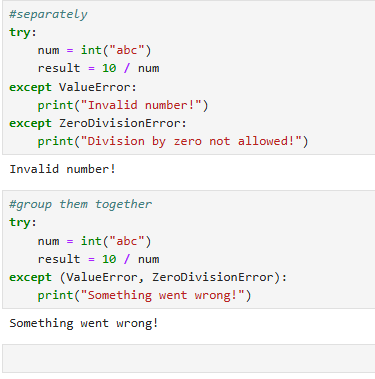 #separately
try:
    num = int("abc")
    result = 10 / num
except ValueError:
    print("Invalid number!")
except ZeroDivisionError:
    print("Division by zero not allowed!")
Invalid number!
#group them together
try:
    num = int("abc")
    result = 10 / num
except (ValueError, ZeroDivisionError):
    print("Something went wrong!")
Something went wrong!